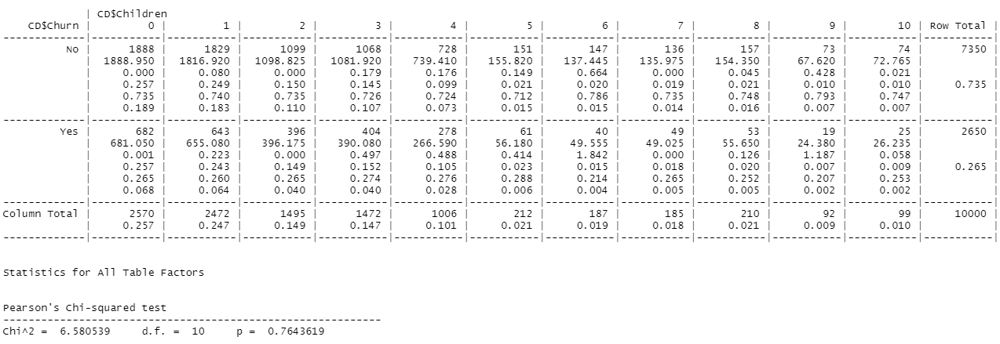 | CD$Children
CD$Churn | 0 | 1 | 2 | 3 | 4 | 5 | 6 | 7 | 8 | 9 | 10 | Row Total |
No | 1888 | 1829 | 1099 | 1068 | 728 | 151 | 147 | 136 | 157 | 73 | 74 | 7350 |
| 1888.950 | 1816.920 | 1098.825 | 1081.920 | 739.410 | 155.820 | 137.445 | 135.975 | 154.350 | 67.620 | 72.765 | |
| 0.000 | 0.080 | 0.000 | 0.179 | 0.176 | 0.149 | 0.664 | 0.000 | 0.045 | 0.428 | 0.021 | |
| 0.257 | 0.249 | 0.150 | 0.145 | 0.099 | 0.021 | 0.020 | 0.019 | 0.021 | 0.010 | 0.010 | 0.735 |
| 0.735 | 0.740 | 0.735 | 0.726 | 0.724 | 0.712 | 0.786 | 0.735 | 0.748 | 0.793 | 0.747 | |
| 0.189 | 0.183 | 0.110 | 0.107 | 0.073 | 0.015 | 0.015 | 0.014 | 0.016 | 0.007 | 0.007 | |
Yes | 682 | 643 | 396 | 404 | 278 | 61 | 40 | 49 | 53 | 19 | 25 | 2650 |
| 681.050 | 655.080 | 396.175 | 390.080 | 266.590 | 56.180 | 49.555 | 49.025 | 55.650 | 24.380 | 26.235 | |
| 0.001 | 0.223 | 0.000 | 0.497 | 0.488 | 0.414 | 1.842 | 0.000 | 0.126 | 1.187 | 0.058 | |
| 0.257 | 0.243 | 0.149 | 0.152 | 0.105 | 0.023 | 0.015 | 0.018 | 0.020 | 0.007 | 0.009 | 0.265 |
| 0.265 | 0.260 | 0.265 | 0.274 | 0.276 | 0.288 | 0.214 | 0.265 | 0.252 | 0.207 | 0.253 | |
| 0.068 | 0.064 | 0.040 | 0.040 | 0.028 | 0.006 | 0.004 | 0.005 | 0.005 | 0.002 | 0.002 | |
Column Total | 2570 | 2472 | 1495 | 1472 | 1006 | 212 | 187 | 185 | 210 | 92 | 99 | 10000 |
| 0.257 | 0.247 | 0.149 | 0.147 | 0.101 | 0.021 | 0.019 | 0.018 | 0.021 | 0.009 | 0.010 | |
Statistics for All Table Factors
Pearson's Chi-squared test
Chi^2 = 6.580539 d.f. = 10 p = 0.7643619